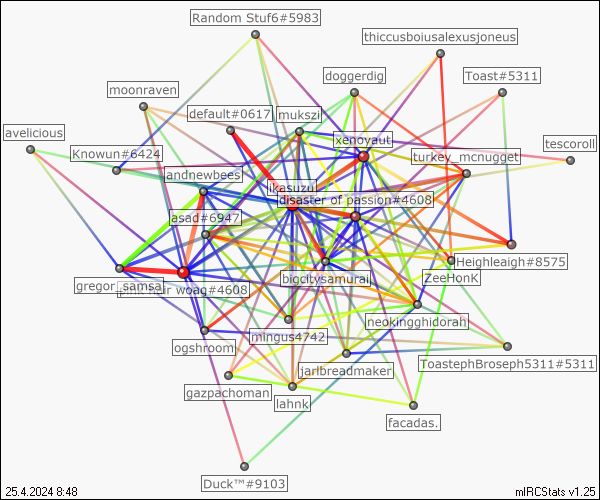 Random Stuf6#5983
thiccusboiusalexusjoneus
doggerdig
Toast#5311
moonraven
default#0617
mukszi
avelicious
xenoyaut
tescoroll
Knowun#6424
turkey_mcnugget
andnewbees
ikasuzu
disaster of passion#4608
asad#6947
Heighleaigh#8575
bigcitysamurai
ZeeHonK
gregor_samsa
hair woag#4608
neokingghidorah
mingus4742
ogshroom
ToastephBroseph5311#5311
jarlbreadmaker
gazpachoman
lahnk
facadas.
Duck™#9103
25.4.2024 8:48
mIRCStats v1.25